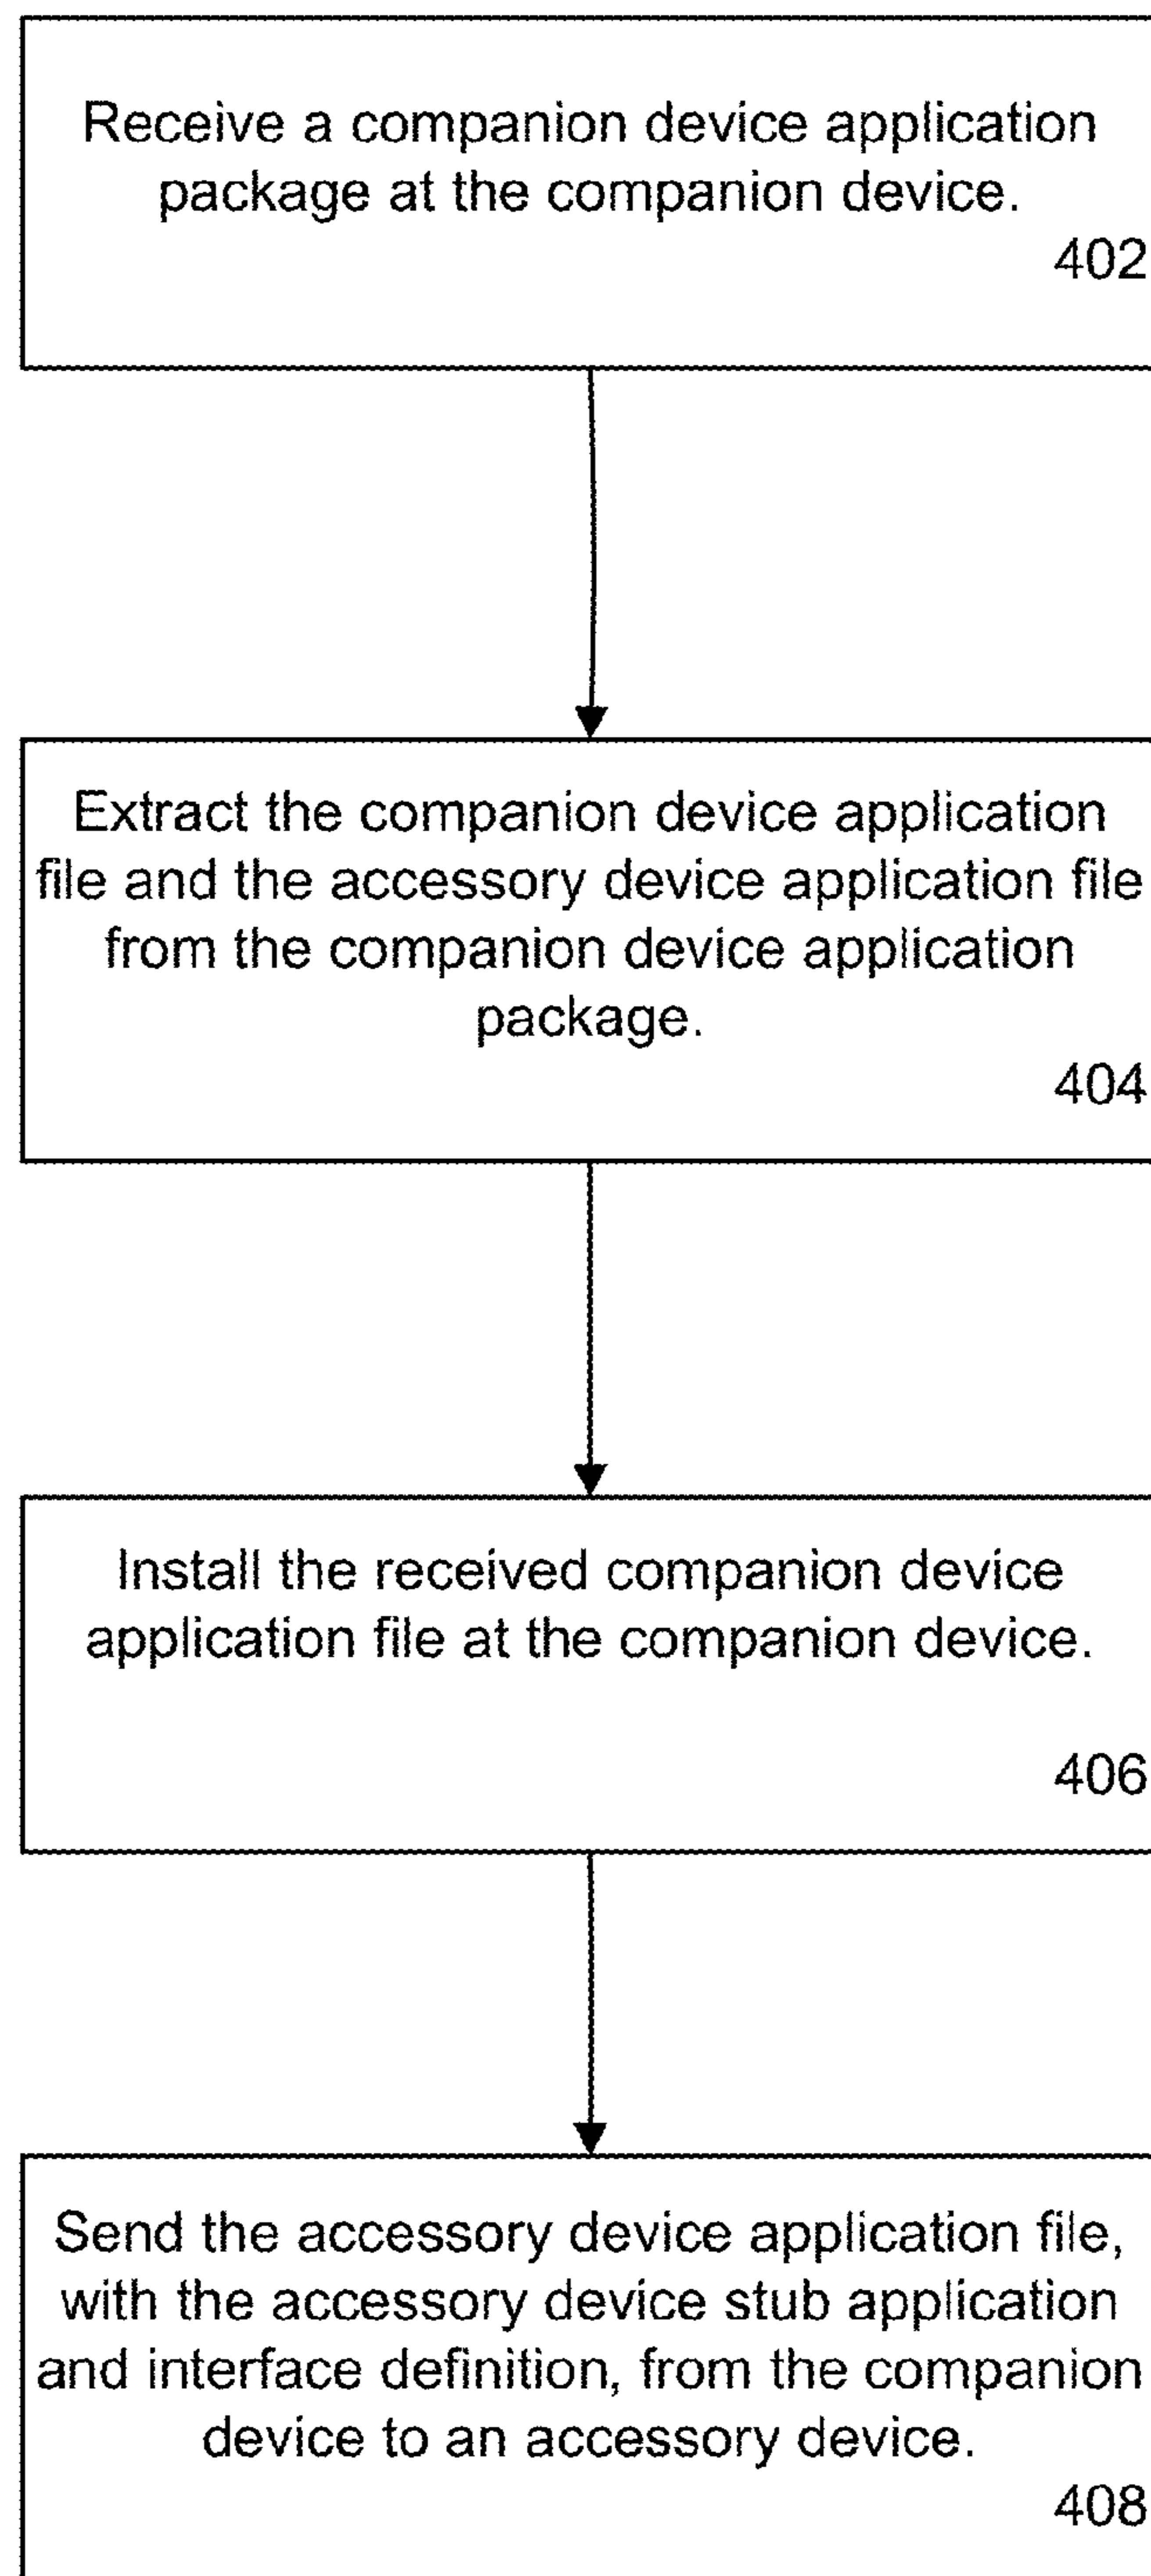 Receive a companion device application
package at the companion device.
402
Extract the companion device application
file and the accessory device application file
from the companion device application
package.
404
Install the received companion device
application file at the companion device.
406
Send the accessory device application file,
with the accessory device stub application
and interface definition, from the companion
device to an accessory device.
408